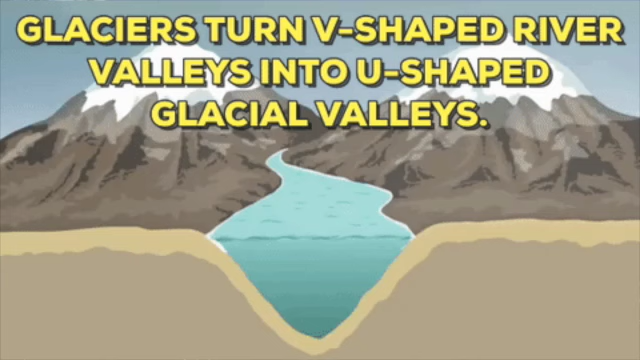 GLACIERS TURN V-SHAPED RIVER
VALLEYS INTO U-SHAPED
GLACIAL VALLEYS.